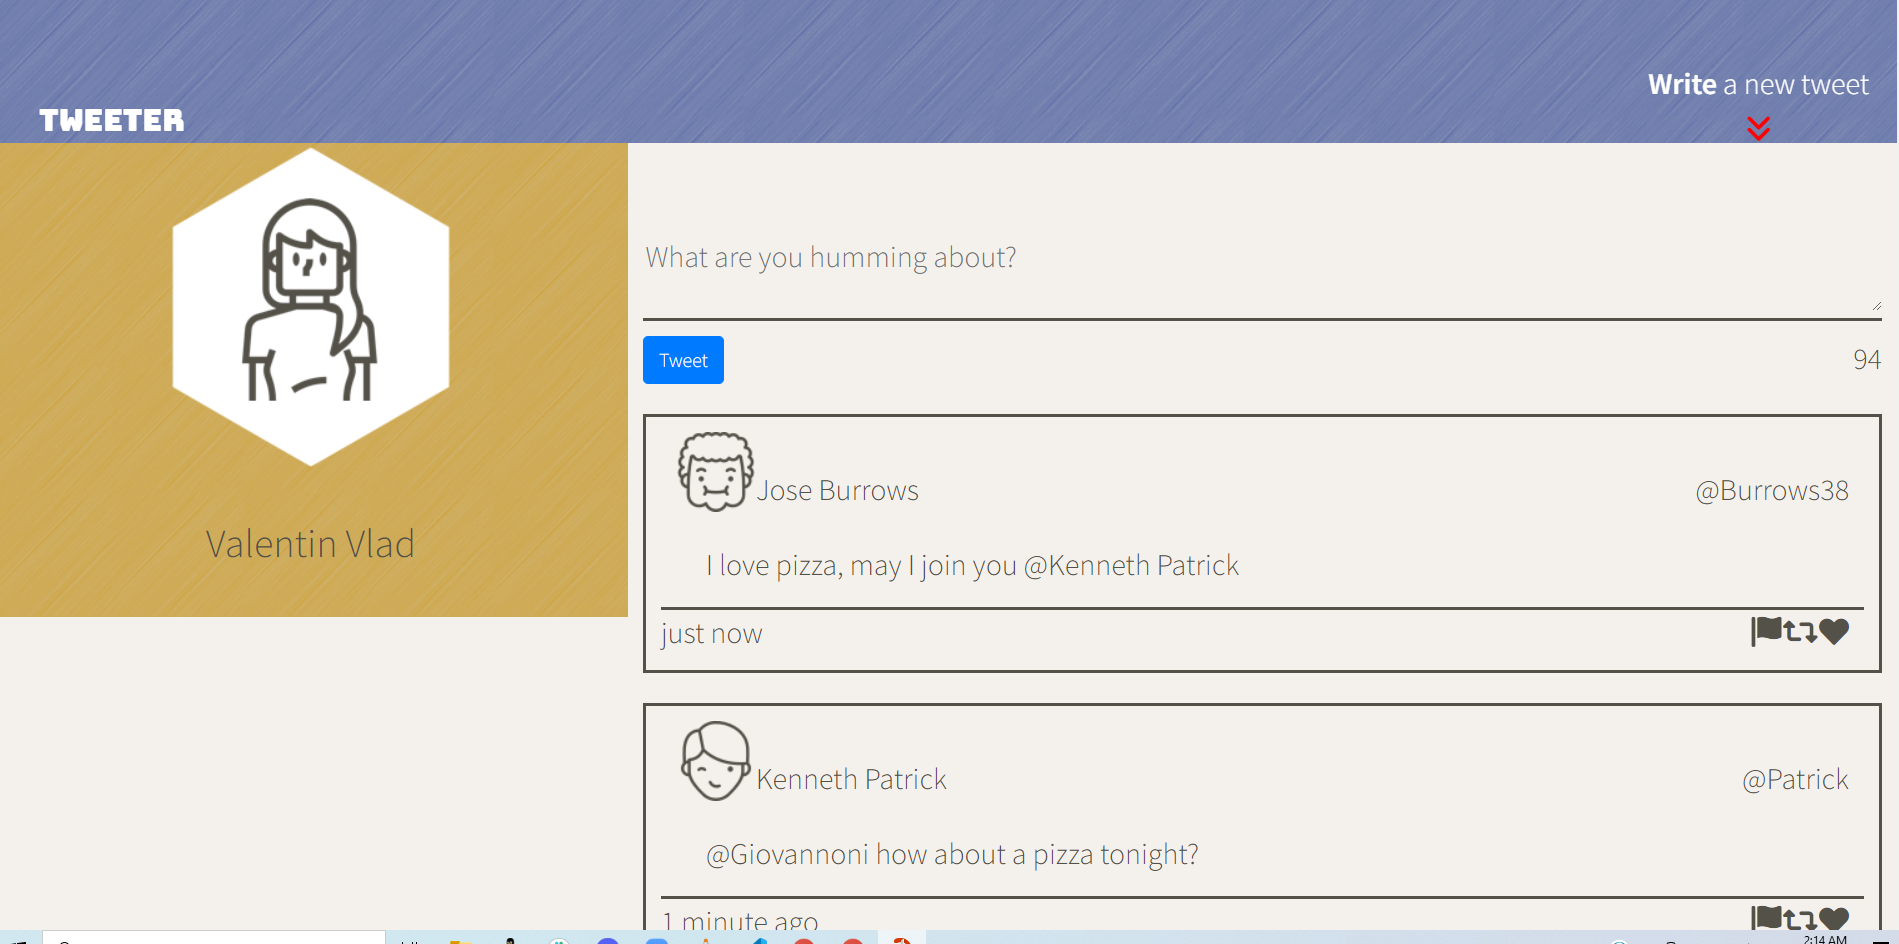 Write a new tweet
TWEETER
Valentin Vlad
What are you humming about?
Tweet
94
Jose Burrows
@Burrows38
I love pizza, may I join you @Kenneth Patrick
just now
Kenneth Patrick
@Patrick
@Giovannoni how about a pizza tonight?
1 minute ago
2:14 AM